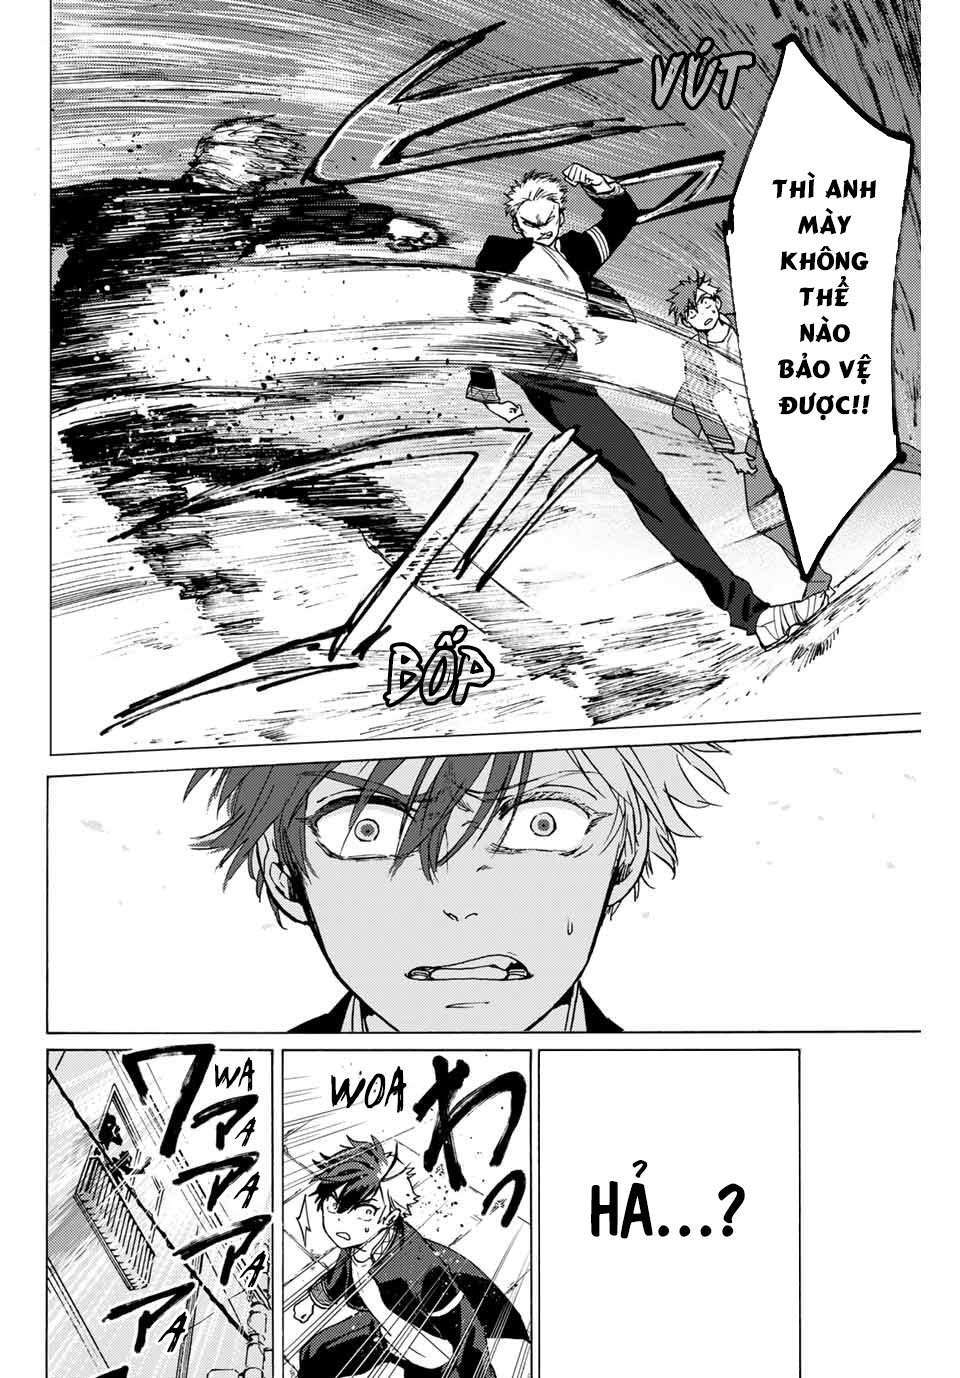 VÚT
THÌ ANH
MÀY
KHÔNG
THỂ
NÀO
BẢO VỆ
ĐƯỢC!!
BỐP
HẢ...?
WOA
わっ
WA
A
A
A
A
ワァァァァ